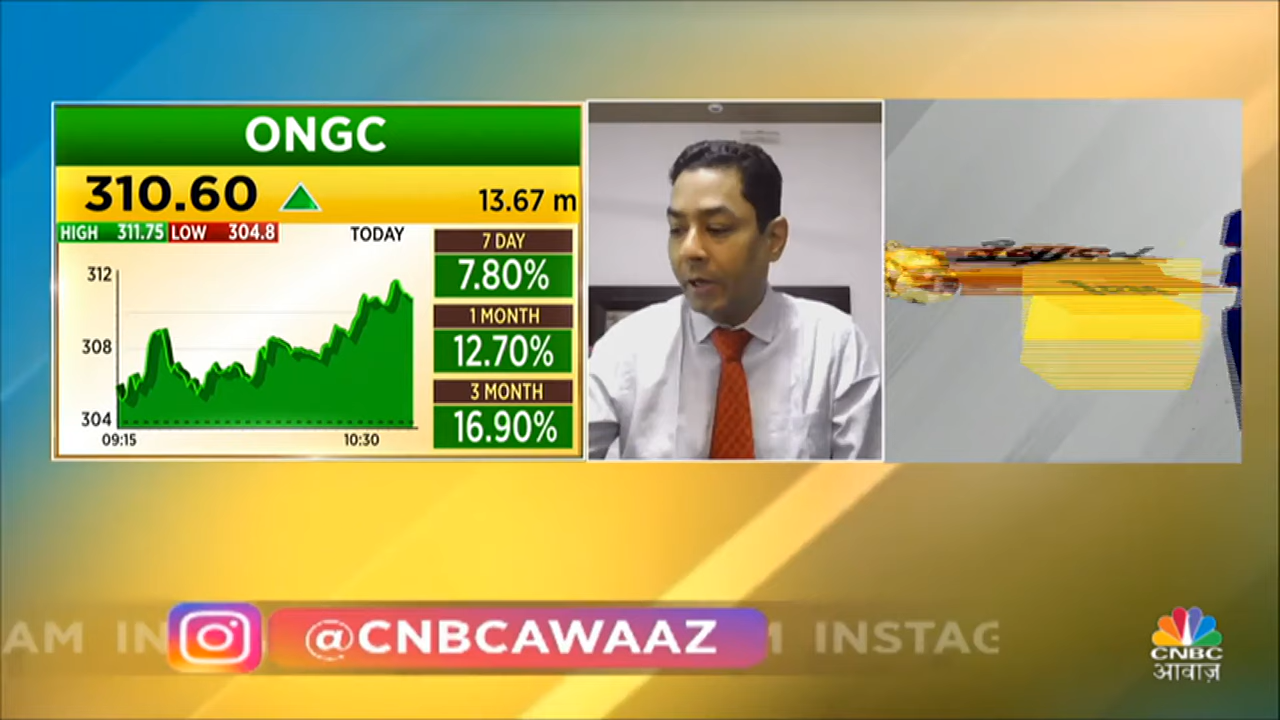 ONGC
310.60
13.67 m
HIGH 311.75 LOW 304.8
TODAY
312
308
304
09:15 10:30
7 DAY
7.80%
1 MONTH
12.70%
3 MONTH
16.90%
AM IN
@CNBCAWAAZ
INSTAG
CNBC
आवाज़